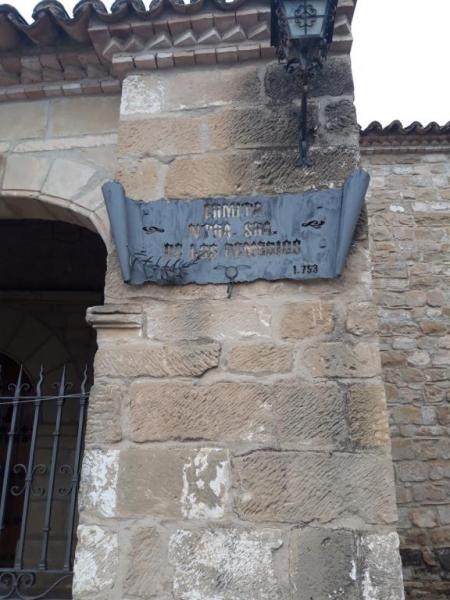 ERMITA
NTRA. SRA.
DE LOS REMEDIOS
1.753